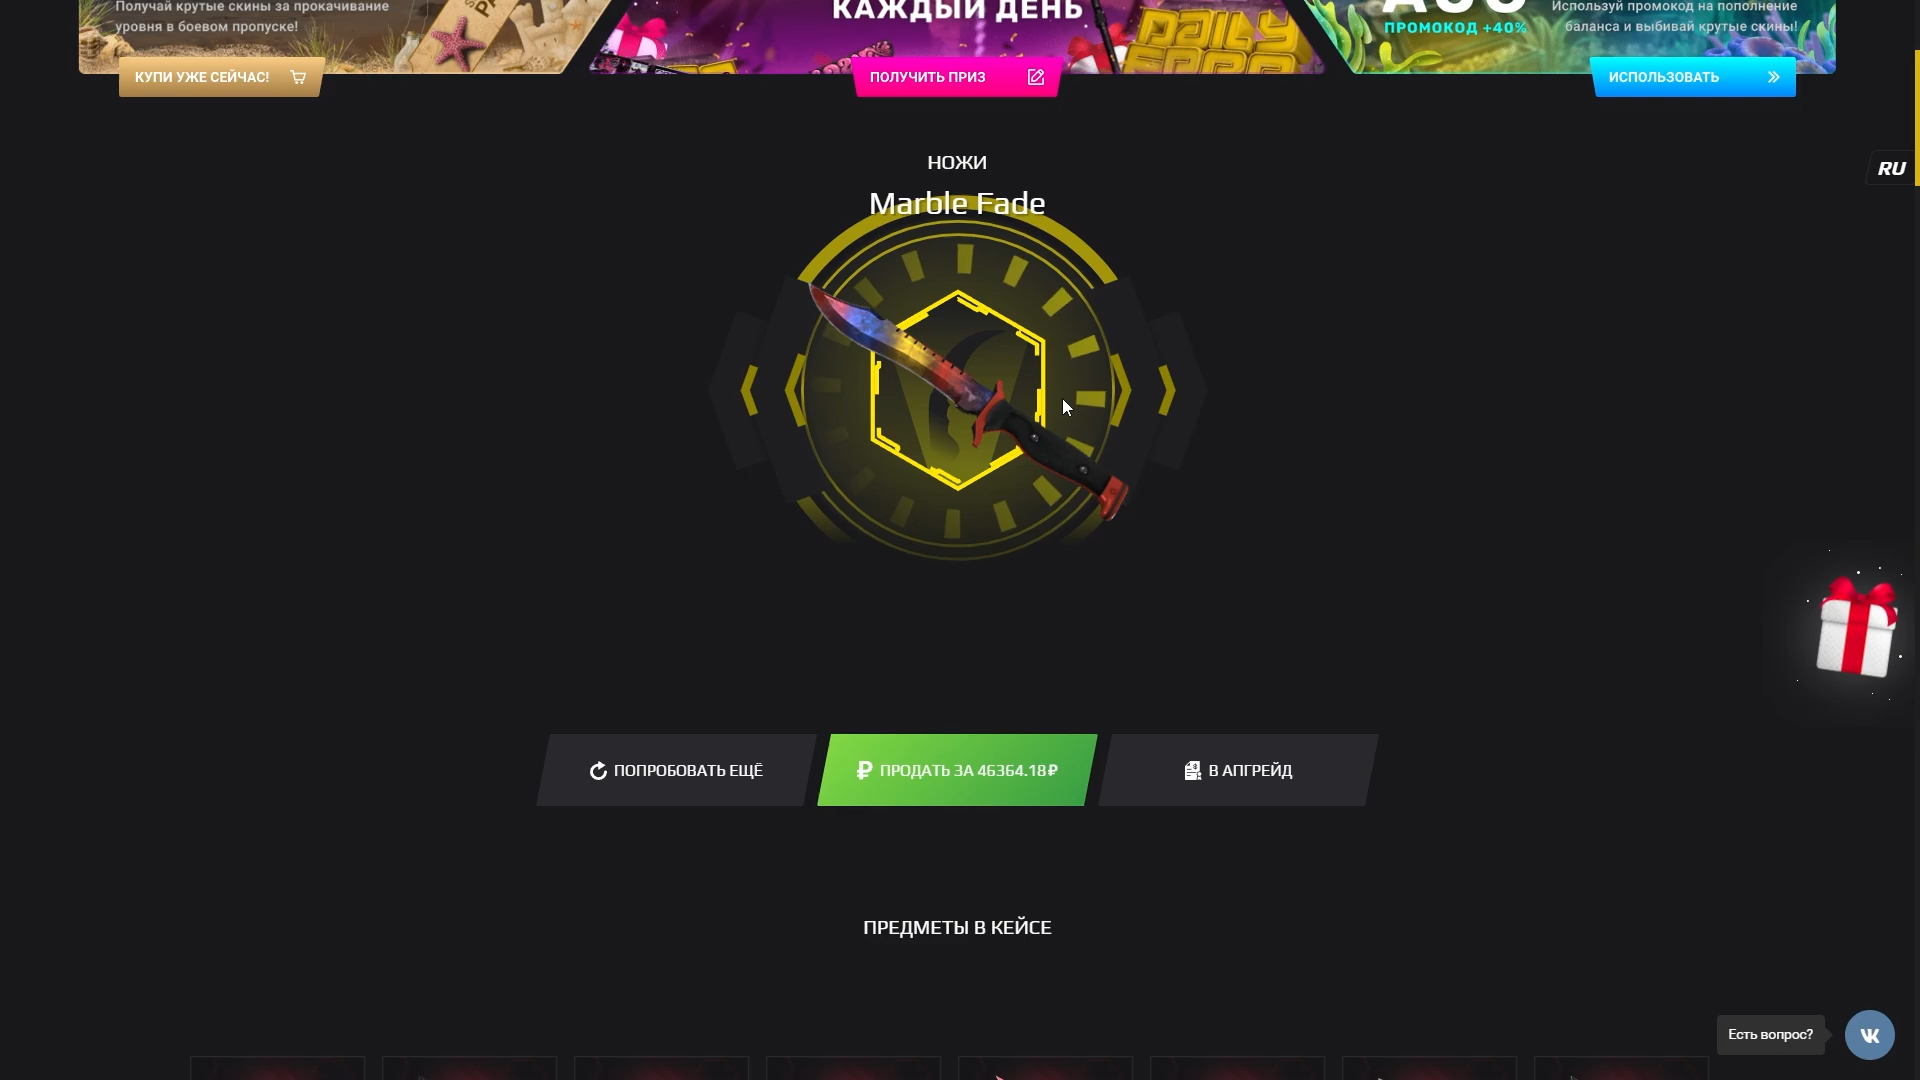 Получай крутые скины за прокачивание
уровня в боевом пропуске!
КУПИ УЖЕ СЕЙЧАС!
КАЖДЫЙ ДЕНЬ
DAILY
FREE
ПОЛУЧИТЬ ПРИЗ
ПРОМОКОД +40%
Используй промокод на пополнение
баланса и выбивай крутые скины!
ИСПОЛЬЗОВАТЬ
RU
НОЖИ
Marble Fade
ПОПРОБОВАТЬ ЕЩЁ
ПРОДАТЬ ЗА 46364.18₽
В АПГРЕЙД
ПРЕДМЕТЫ В КЕЙСЕ
Есть вопрос?